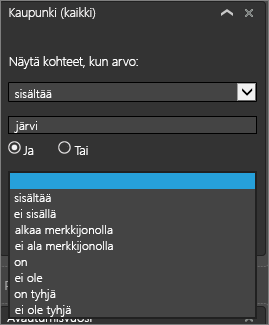 Kaupunki (kaikki)
Näytä kohteet, kun arvo:
sisältää
järvi
Ja Tai
sisältää
ei sisällä
alkaa merkkijonolla
ei ala merkkijonolla
on
ei ole
on tyhjä
ei ole tyhjä
Avautumisvuosi